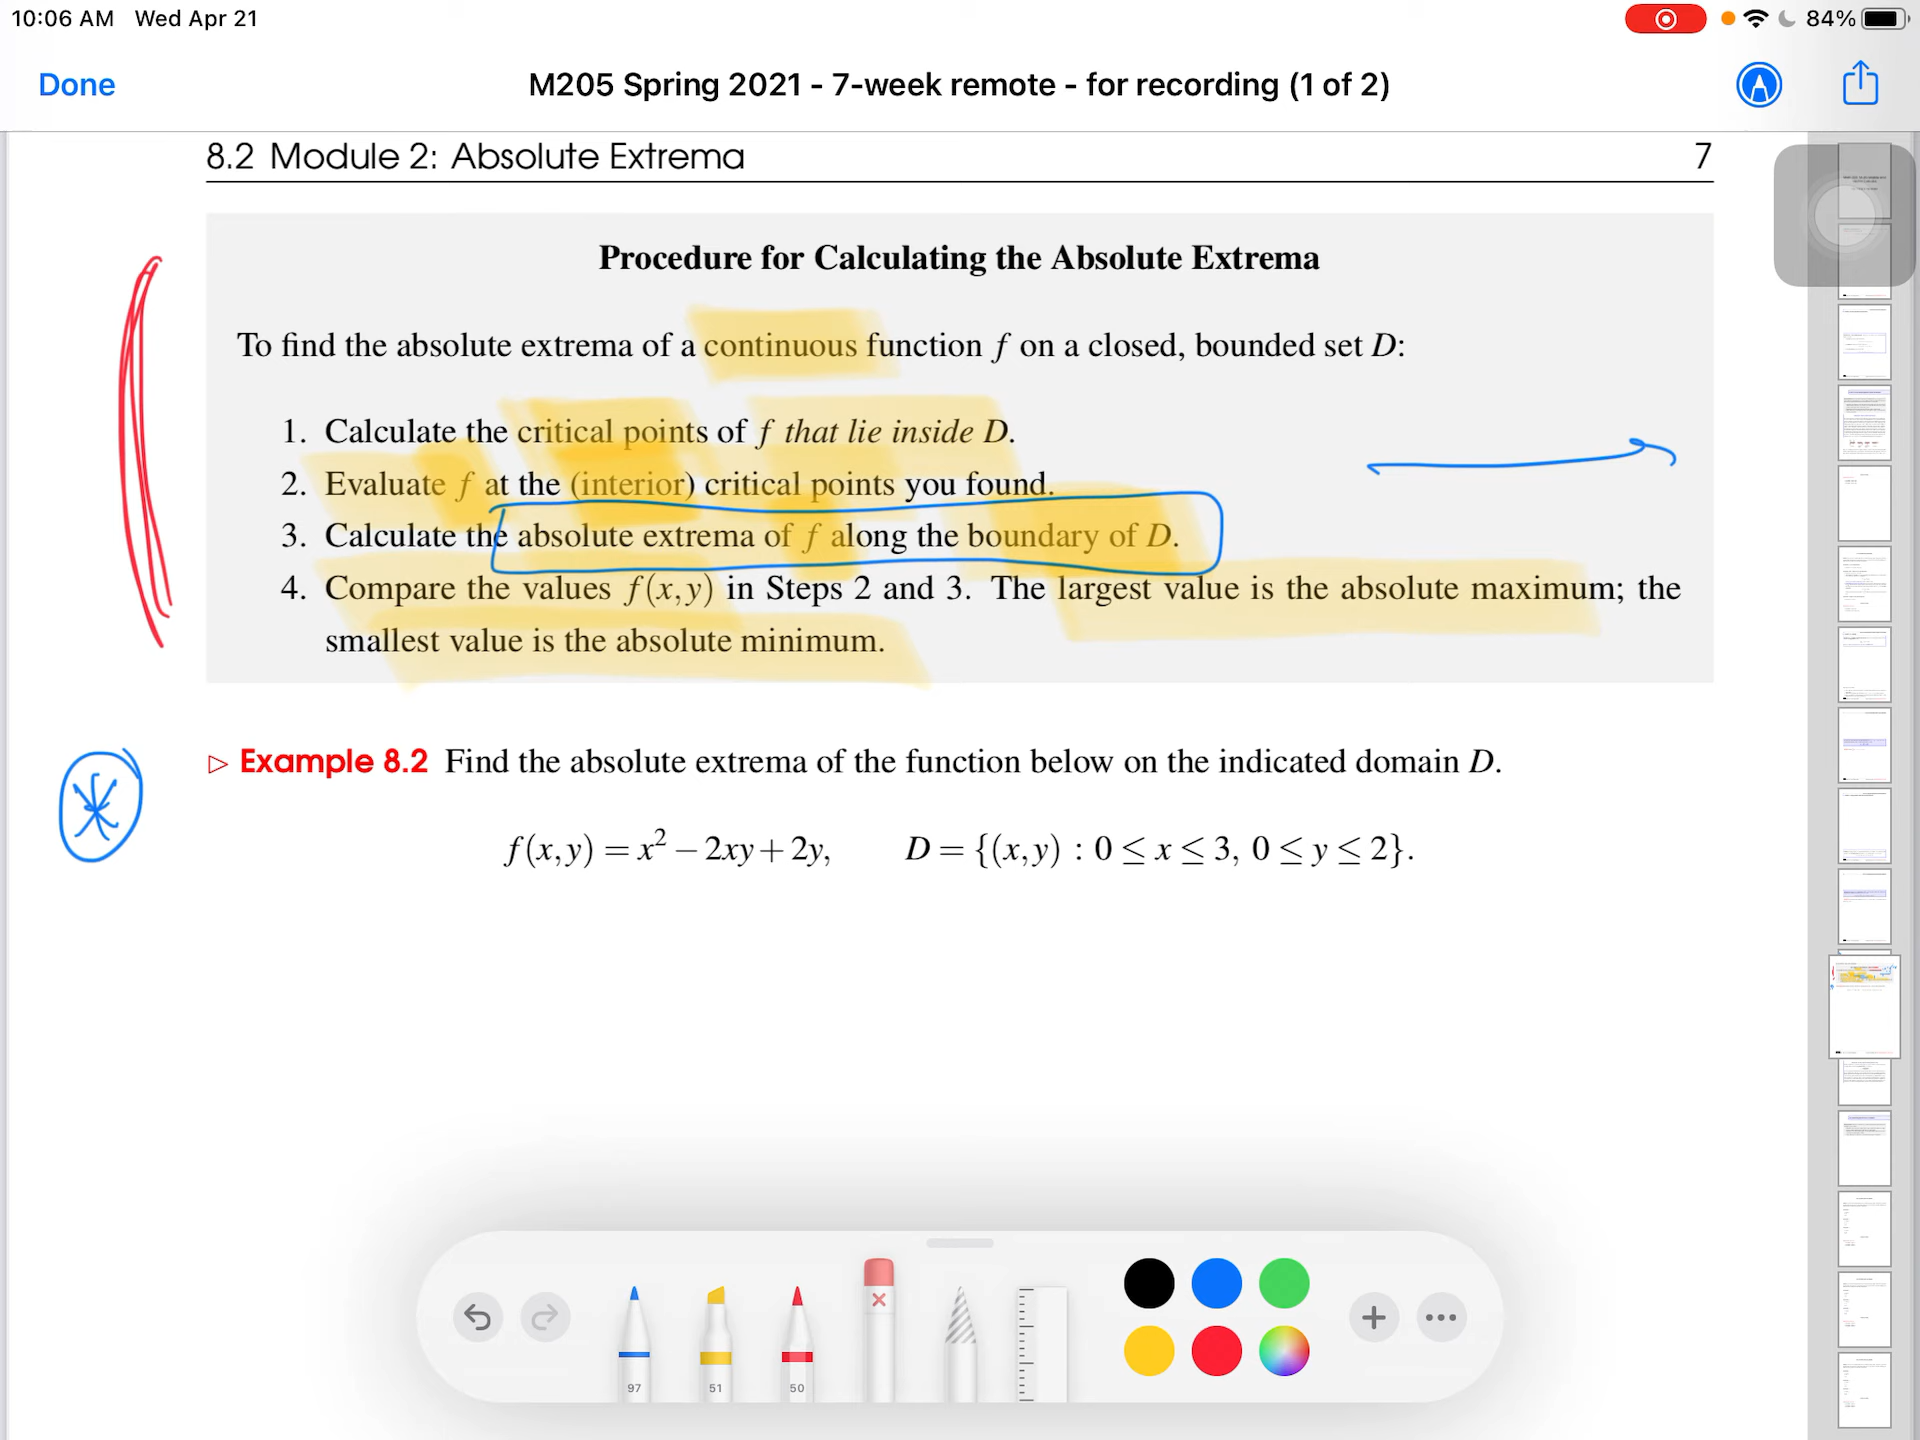 10:06 AM Wed Apr 21
84%
Done
M205 Spring 2021 - 7-week remote - for recording (1 of 2)
8.2 Module 2: Absolute Extrema 7
Procedure for Calculating the Absolute Extrema
To find the absolute extrema of a continuous function f on a closed, bounded set D:
1. Calculate the critical points of f that lie inside D.
2. Evaluate f at the (interior) critical points you found.
3. Calculate the absolute extrema of f along the boundary of D.
4. Compare the values f(x,y) in Steps 2 and 3. The largest value is the absolute maximum; the
smallest value is the absolute minimum.
▷ Example 8.2 Find the absolute extrema of the function below on the indicated domain D.
f(x,y) = x² − 2xy + 2y, D = {(x,y) : 0 ≤ x ≤ 3, 0 ≤ y ≤ 2}.
97 51 50